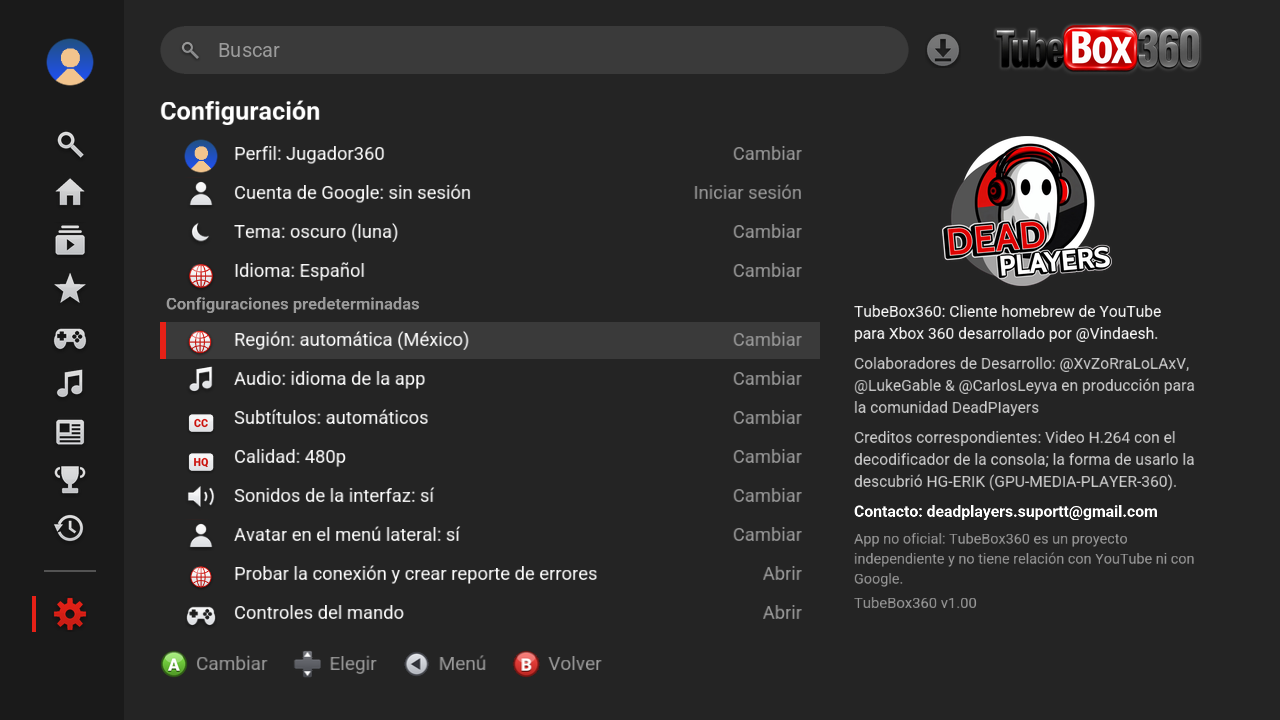 Buscar
TubeBox360
Configuración
Perfil: Jugador360 Cambiar
Cuenta de Google: sin sesión Iniciar sesión
Tema: oscuro (luna) Cambiar
Idioma: Español Cambiar
Configuraciones predeterminadas
Región: automática (México) Cambiar
Audio: idioma de la app Cambiar
CC Subtítulos: automáticos Cambiar
HQ Calidad: 480p Cambiar
Sonidos de la interfaz: sí Cambiar
Avatar en el menú lateral: sí Cambiar
Probar la conexión y crear reporte de errores Abrir
Controles del mando Abrir
A Cambiar Elegir Menú B Volver
DEAD
PLAYERS
TubeBox360: Cliente homebrew de YouTube
para Xbox 360 desarrollado por @Vindaesh.
Colaboradores de Desarrollo: @XvZoRraLoLAxV,
@LukeGable & @CarlosLeyva en producción para
la comunidad DeadPlayers
Creditos correspondientes: Video H.264 con el
decodificador de la consola; la forma de usarlo la
descubrió HG-ERIK (GPU-MEDIA-PLAYER-360).
Contacto: deadplayers.suportt@gmail.com
App no oficial: TubeBox360 es un proyecto
independiente y no tiene relación con YouTube ni con
Google.
TubeBox360 v1.00